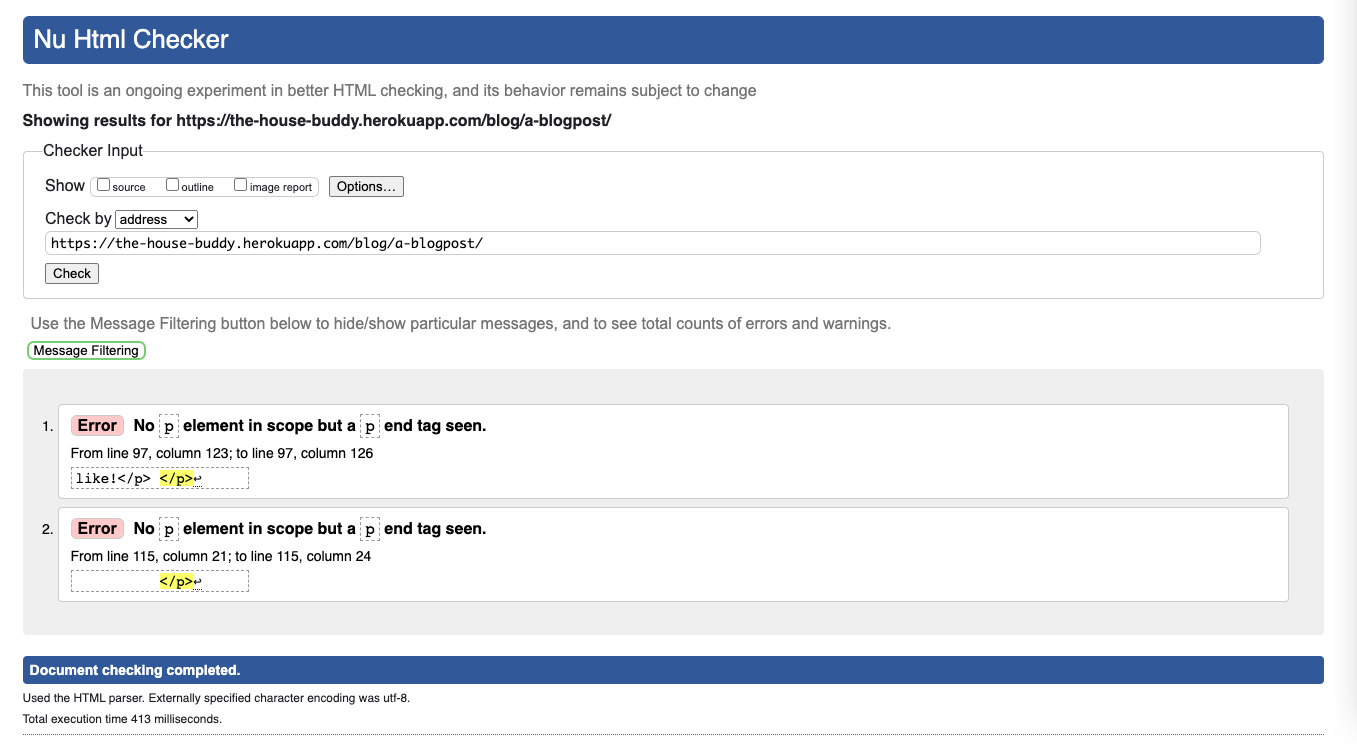 Nu Html Checker
This tool is an ongoing experiment in better HTML checking, and its behavior remains subject to change
Showing results for https://the-house-buddy.herokuapp.com/blog/a-blogpost/
Checker Input
Show source outline image report Options...
Check by address
https://the-house-buddy.herokuapp.com/blog/a-blogpost/
Check
Use the Message Filtering button below to hide/show particular messages, and to see total counts of errors and warnings.
Message Filtering
1. Error No p element in scope but a p end tag seen.
From line 97, column 123; to line 97, column 126
like!</p> </p>↩
2. Error No p element in scope but a p end tag seen.
From line 115, column 21; to line 115, column 24
</p>↩
Document checking completed.
Used the HTML parser. Externally specified character encoding was utf-8.
Total execution time 413 milliseconds.